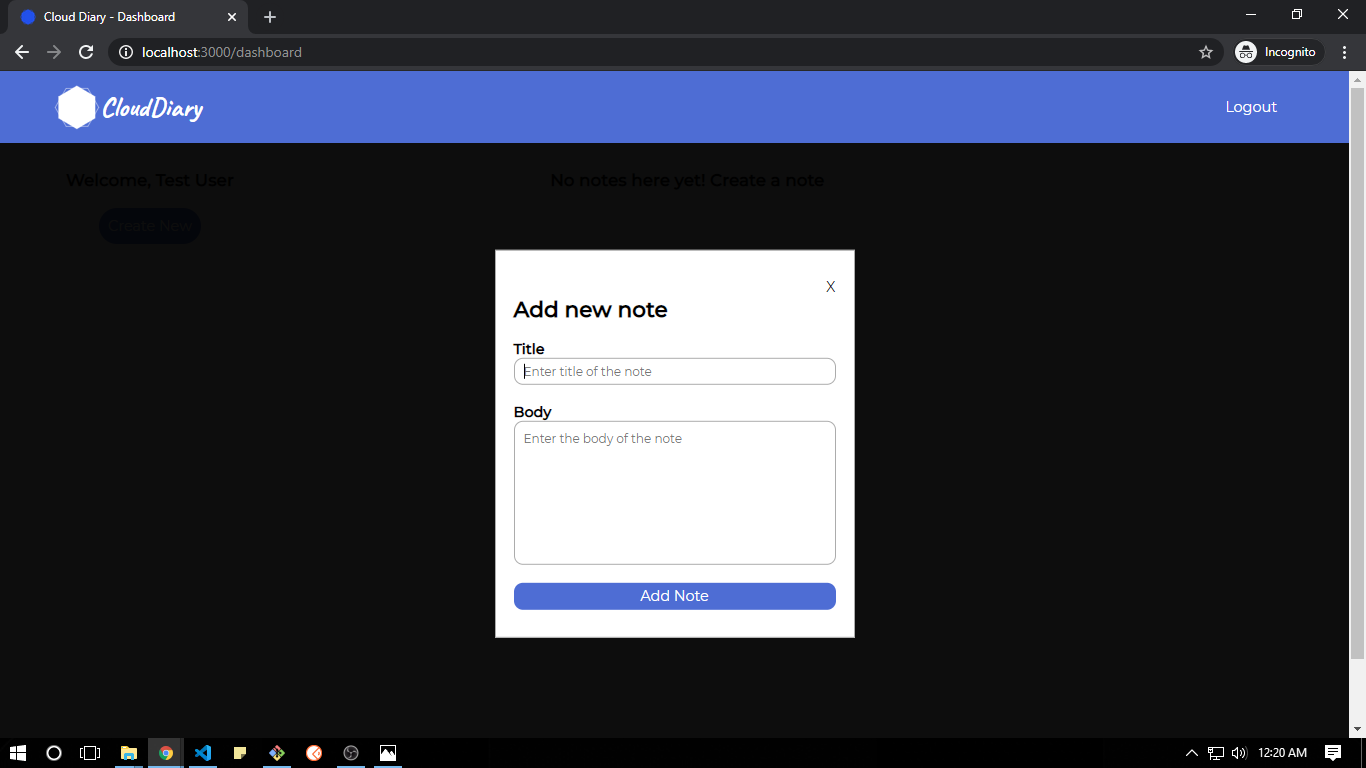 Cloud Diary - Dashboard
localhost:3000/dashboard
Incognito
CloudDiary
Logout
Welcome, Test User
No notes here yet! Create a note
Create New
X
Add new note
Title
Enter title of the note
Body
Enter the body of the note
Add Note
12:20 AM